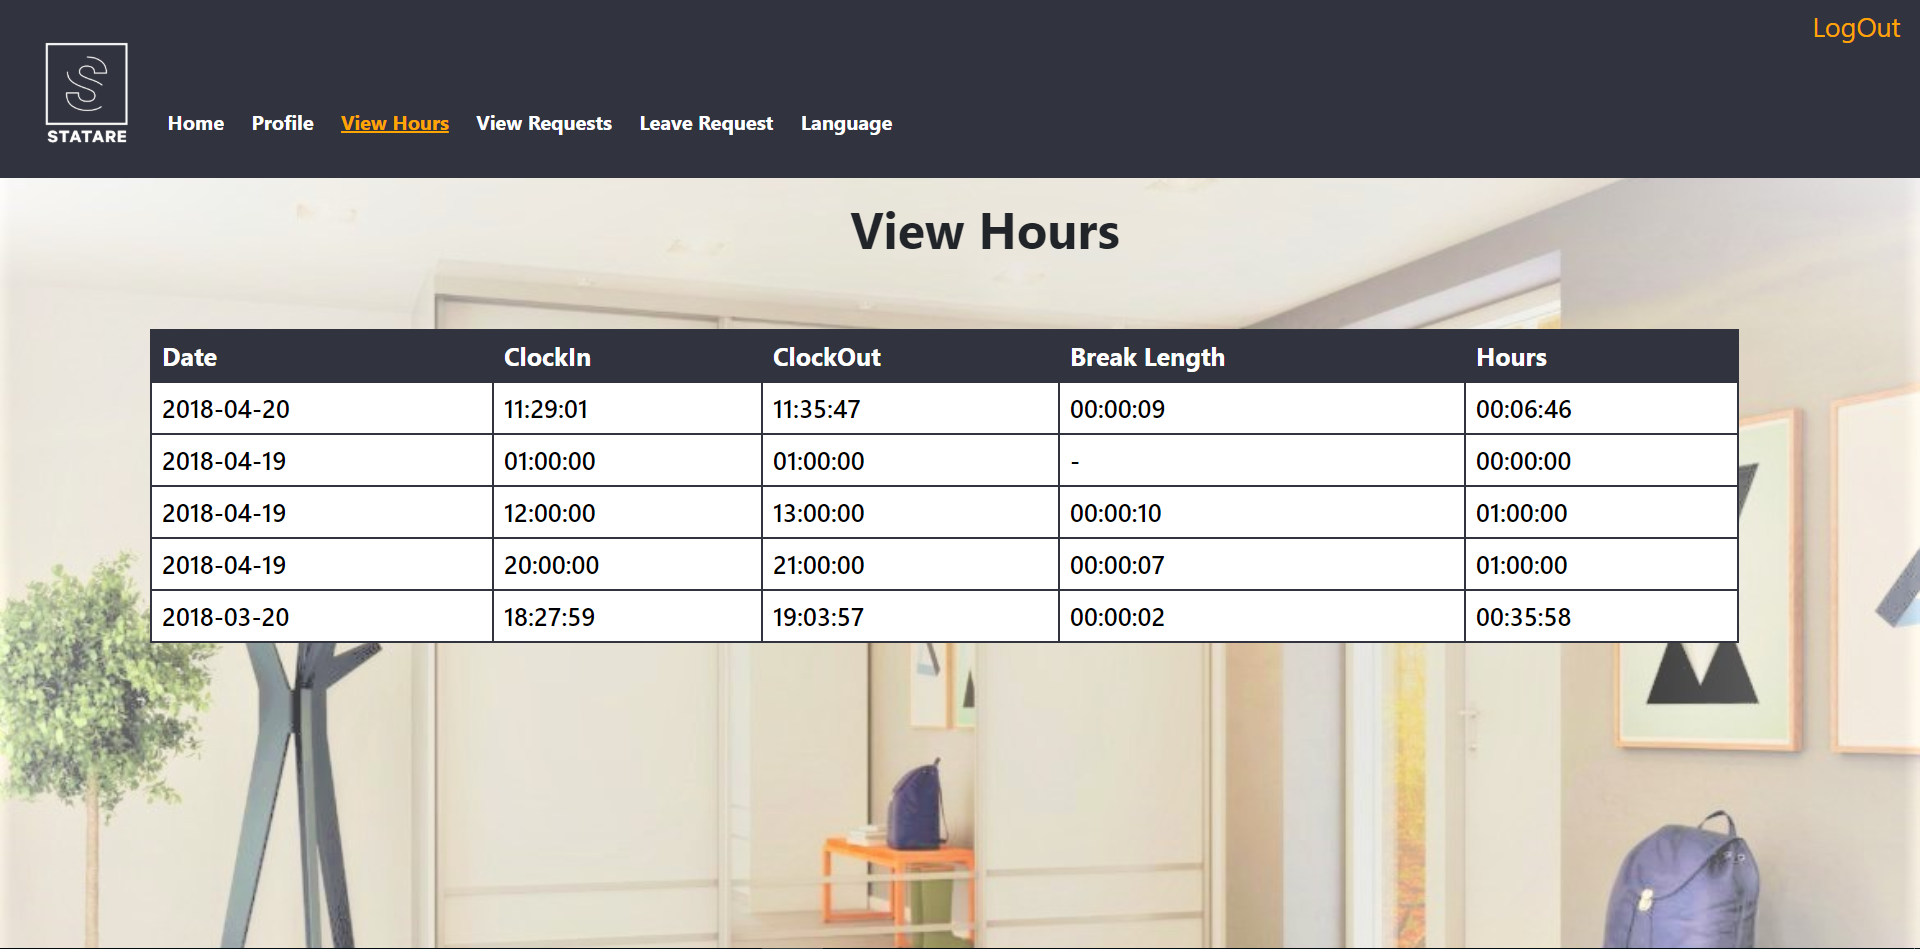 LogOut
STATARE
Home Profile View Hours View Requests Leave Request Language
View Hours
Date ClockIn ClockOut Break Length Hours
2018-04-20 11:29:01 11:35:47 00:00:09 00:06:46
2018-04-19 01:00:00 01:00:00 - 00:00:00
2018-04-19 12:00:00 13:00:00 00:00:10 01:00:00
2018-04-19 20:00:00 21:00:00 00:00:07 01:00:00
2018-03-20 18:27:59 19:03:57 00:00:02 00:35:58